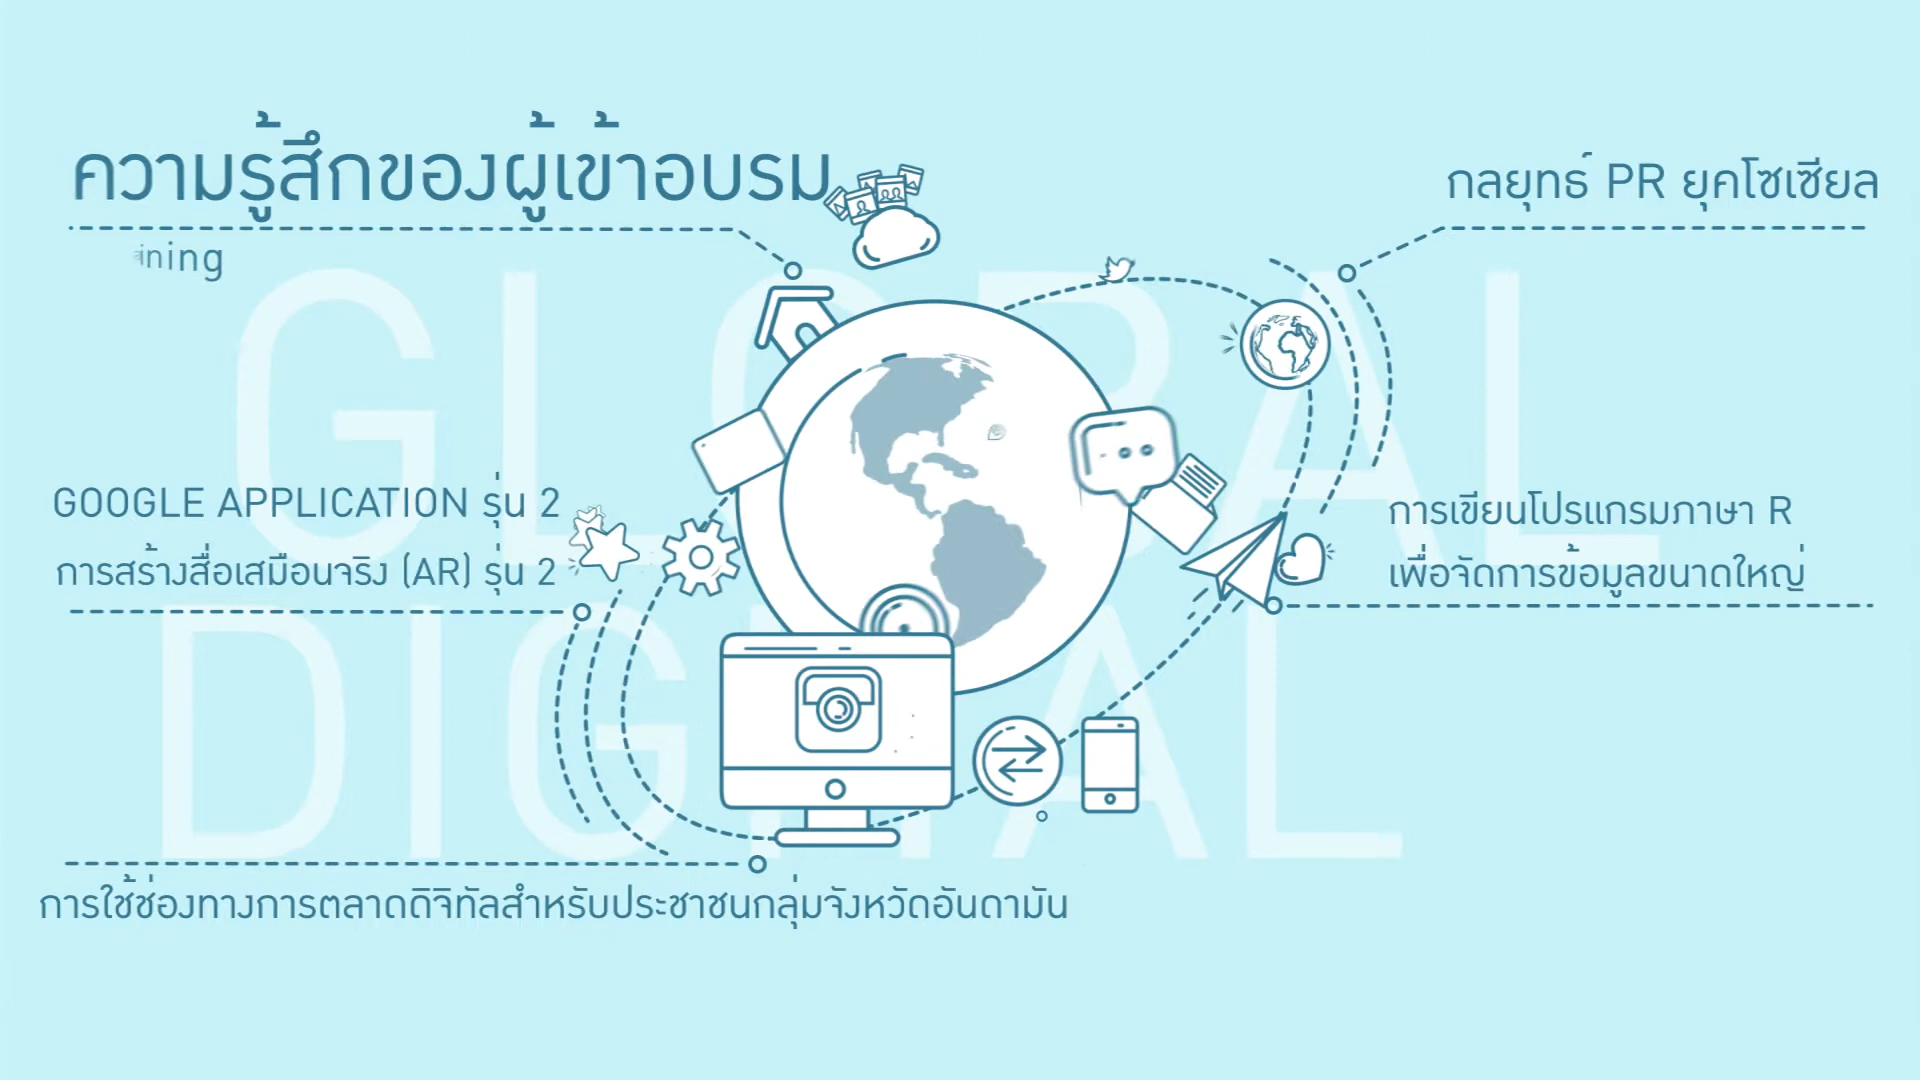 ความรู้สึกของผู้เข้าอบรม
กลยุทธ์ PR ยุคโซเซียล
GLOBAL
GOOGLE APPLICATION รุ่น 2
การสร้างสื่อเสมือนจริง (AR) รุ่น 2
การเขียนโปรแกรมภาษา R
เพื่อจัดการข้อมูลขนาดใหญ่
DIGITAL
การใช้ช่องทางการตลาดดิจิทัลสำหรับประชาชนกลุ่มจังหวัดอันดามัน